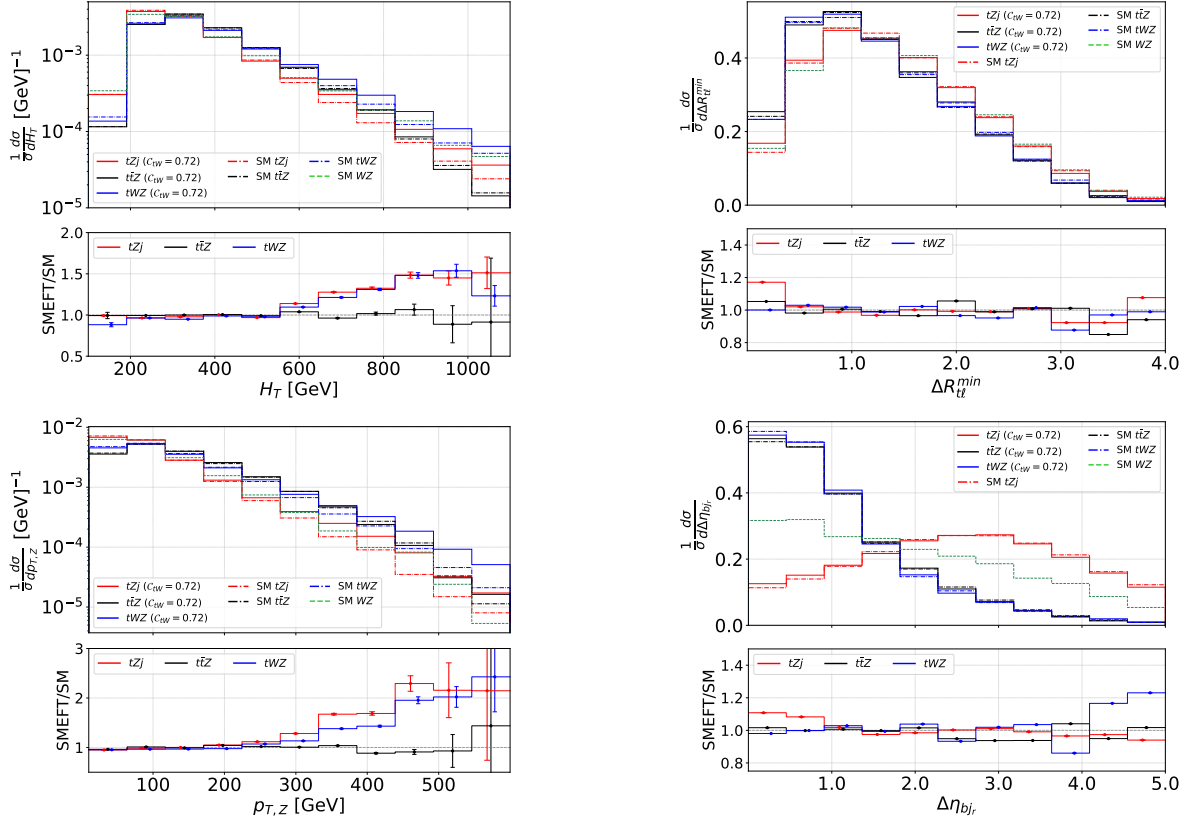 10⁻³
10⁻⁴
10⁻⁵
1/σ dσ/dH_T [GeV]⁻¹
tZj (C_tW = 0.72)
tt̄Z (C_tW = 0.72)
tWZ (C_tW = 0.72)
SM tZj
SM tt̄Z
SM tWZ
SM WZ
2.0
1.5
1.0
0.5
SMEFT/SM
tZj
tt̄Z
tWZ
200 400 600 800 1000
H_T [GeV]
0.4
0.2
0.0
1/σ dσ/dΔR_tℓ^min
tZj (C_tW = 0.72)
tt̄Z (C_tW = 0.72)
tWZ (C_tW = 0.72)
SM tZj
SM tt̄Z
SM tWZ
SM WZ
1.4
1.2
1.0
0.8
SMEFT/SM
tZj
tt̄Z
tWZ
1.0 2.0 3.0 4.0
ΔR_tℓ^min
10⁻²
10⁻³
10⁻⁴
10⁻⁵
1/σ dσ/dp_T,Z [GeV]⁻¹
tZj (C_tW = 0.72)
tt̄Z (C_tW = 0.72)
tWZ (C_tW = 0.72)
SM tZj
SM tt̄Z
SM tWZ
SM WZ
3
2
1
SMEFT/SM
tZj
tt̄Z
tWZ
100 200 300 400 500
p_T,Z [GeV]
0.6
0.4
0.2
0.0
1/σ dσ/dΔη_bj_r
tZj (C_tW = 0.72)
tt̄Z (C_tW = 0.72)
tWZ (C_tW = 0.72)
SM tZj
SM tt̄Z
SM tWZ
SM WZ
1.4
1.2
1.0
0.8
SMEFT/SM
tZj
tt̄Z
tWZ
1.0 2.0 3.0 4.0 5.0
Δη_bj_r